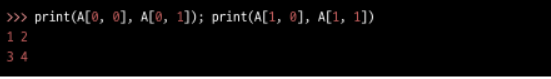 >>> print(A[0, 0], A[0, 1]); print(A[1, 0], A[1, 1])
1 2
3 4